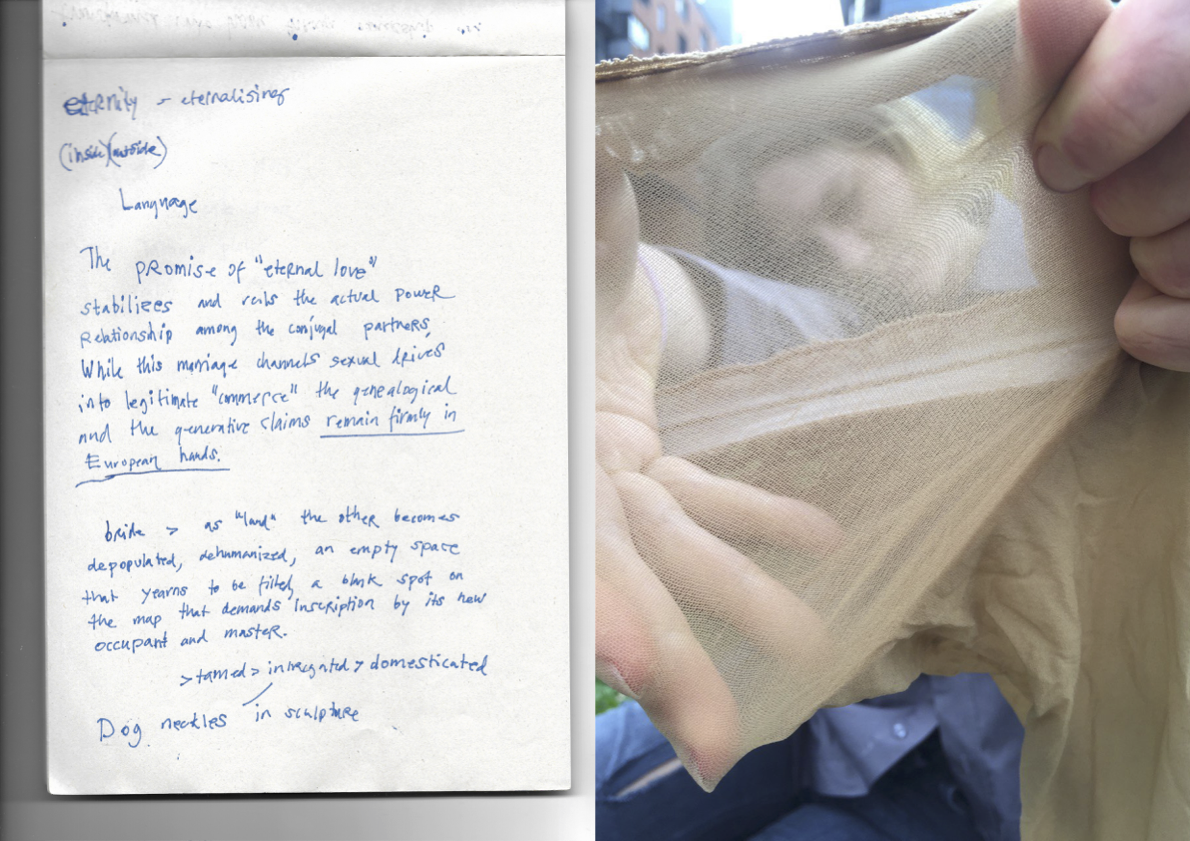 eternity - eternalising
(inside)(outside)
Language
The promise of "eternal love"
stabilizes and veils the actual power
relationship among the conjugal partners,
While this marriage channels sexual drives
into legitimate "commerce" the genealogical
and the generative claims remain firmly in
European hands.
bride > as "land" the other becomes
depopulated, dehumanized, an empty space
that yearns to be filled, a blank spot on
the map that demands inscription by its new
occupant and master.
>tamed > integrated > domesticated
Dog neckles in sculpture